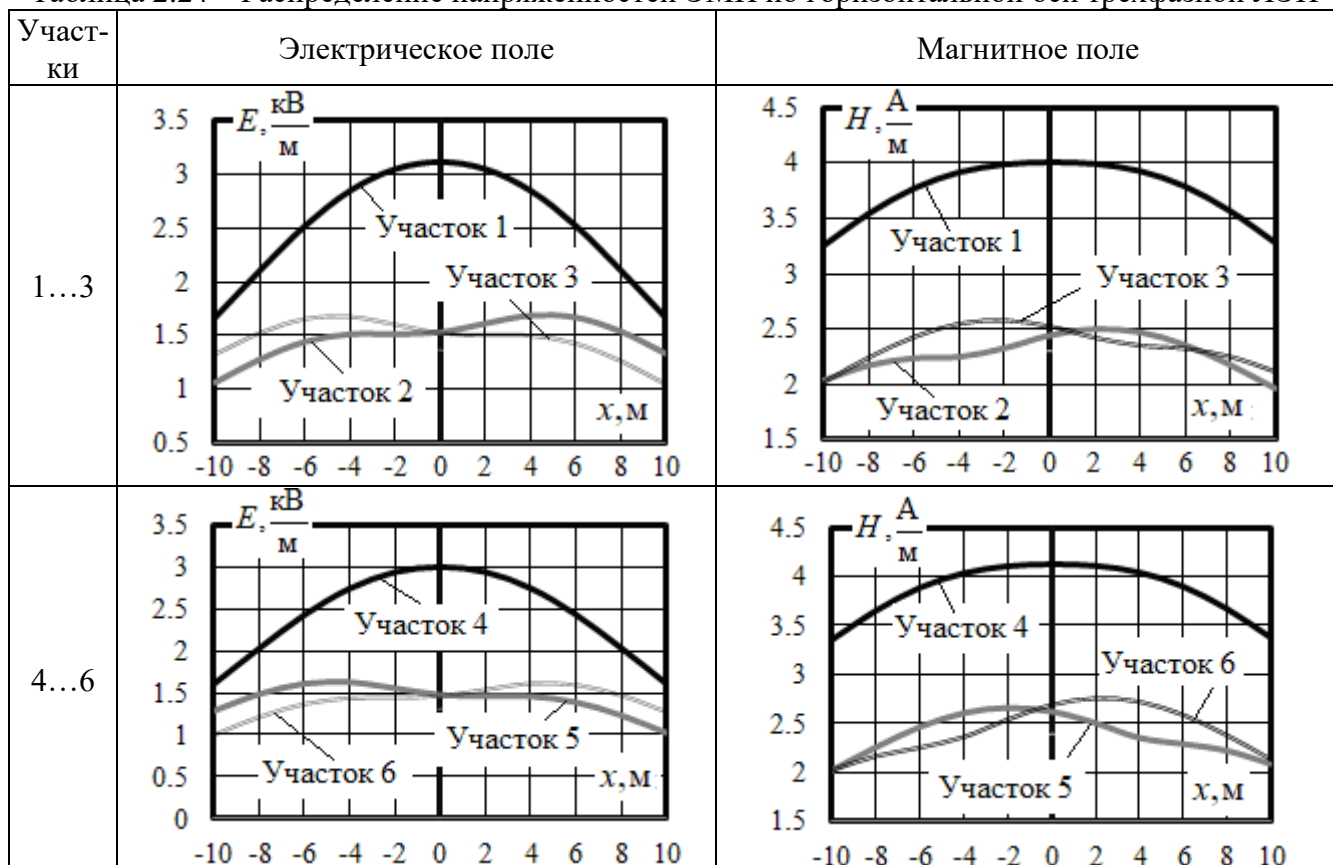 Таблица 2.24 – Распределение напряженностей ЭМП по горизонтальной оси трехфазной ЛЭП
Участ-
ки
Электрическое поле
Магнитное поле
1…3
E, кВ
м
3.5
3
2.5
2
1.5
1
0.5
Участок 1
Участок 3
Участок 2
x, м
-10 -8 -6 -4 -2 0 2 4 6 8 10
H, А
м
4.5
4
3.5
3
2.5
2
1.5
Участок 1
Участок 3
Участок 2
x, м
-10 -8 -6 -4 -2 0 2 4 6 8 10
4…6
E, кВ
м
3.5
3
2.5
2
1.5
1
0.5
0
Участок 4
Участок 5
Участок 6
x, м
-10 -8 -6 -4 -2 0 2 4 6 8 10
H, А
м
4.5
4
3.5
3
2.5
2
1.5
Участок 4
Участок 6
Участок 5
x, м
-10 -8 -6 -4 -2 0 2 4 6 8 10